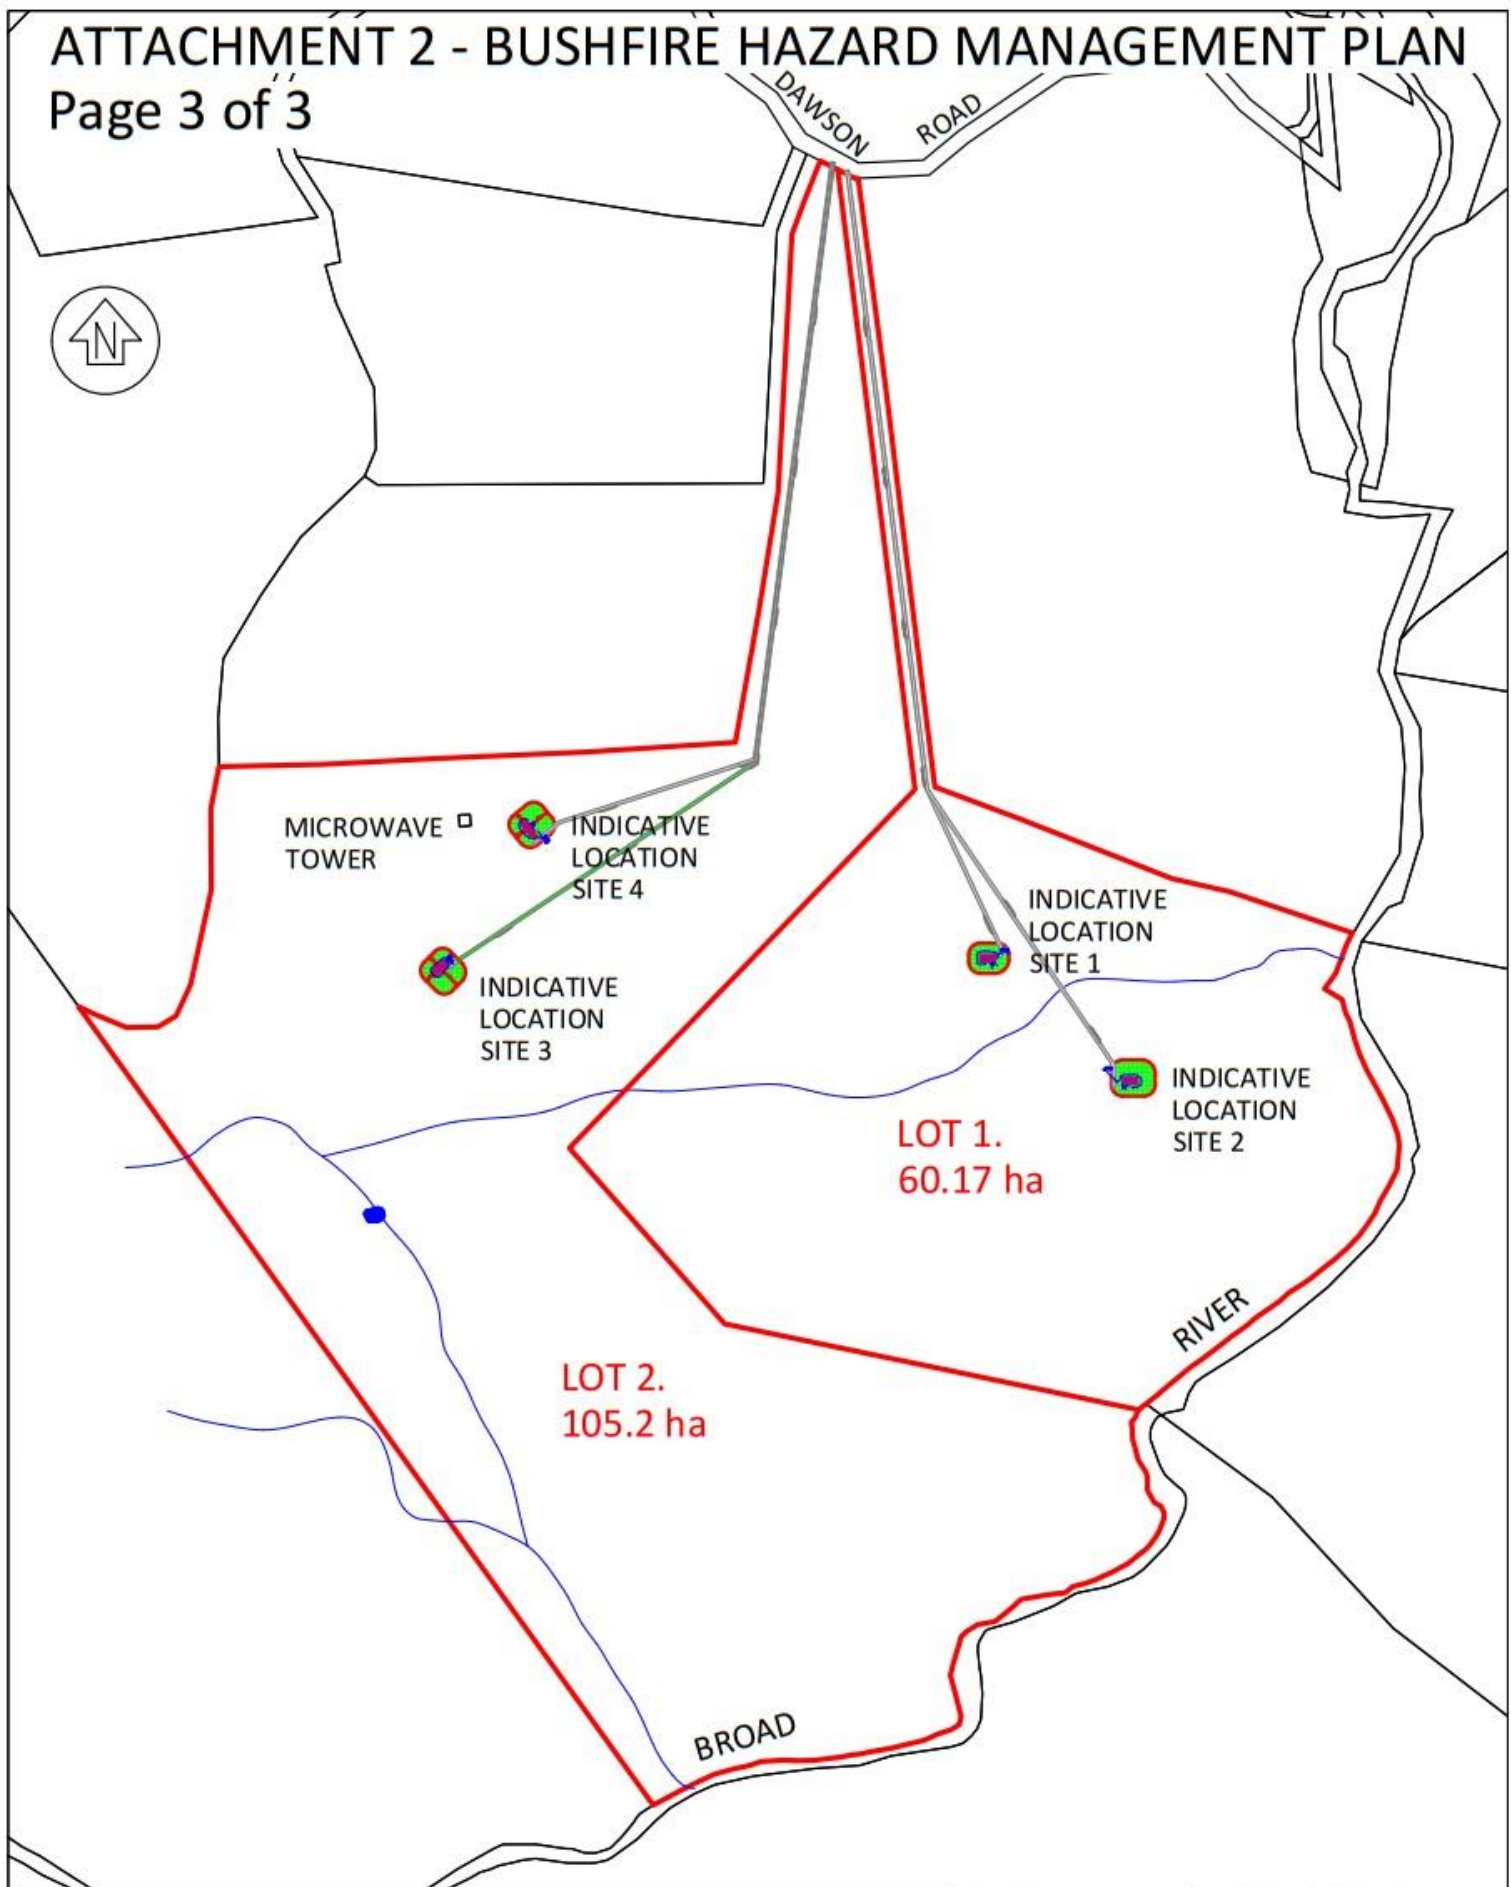 ATTACHMENT 2 - BUSHFIRE HAZARD MANAGEMENT PLAN
Page 3 of 3
DAWSON
ROAD
N
MICROWAVE
TOWER
INDICATIVE
LOCATION
SITE 4
INDICATIVE
LOCATION
SITE 1
INDICATIVE
LOCATION
SITE 3
INDICATIVE
LOCATION
SITE 2
LOT 1.
60.17 ha
RIVER
LOT 2.
105.2 ha
BROAD